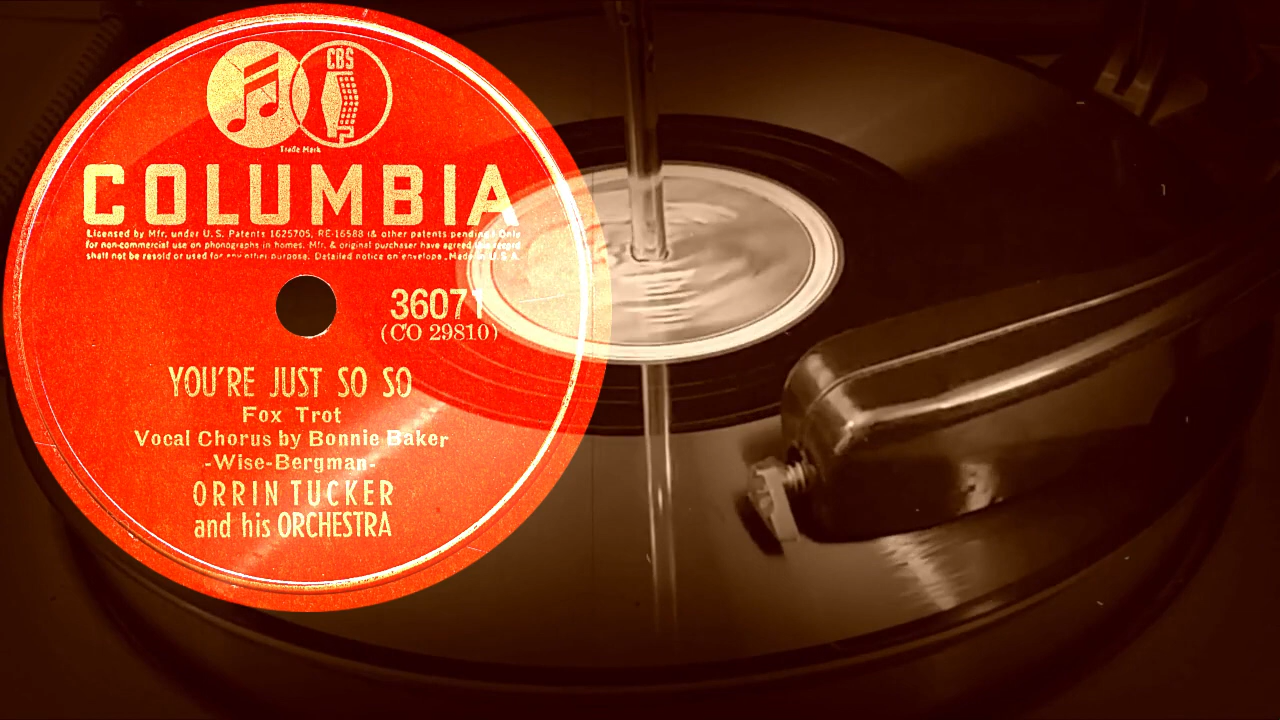 CBS
Trade Mark
COLUMBIA
Licensed by Mfr. under U.S. Patents 1625705, RE-16588 (& other patents pending) Only
for non-commercial use on phonographs in homes. Mfr. & original purchaser have agreed this record
shall not be resold or used for any other purpose. Detailed notice on envelope. Made in U.S.A.
36071
(CO 29810)
YOU'RE JUST SO SO
Fox Trot
Vocal Chorus by Bonnie Baker
-Wise-Bergman-
ORRIN TUCKER
and his ORCHESTRA